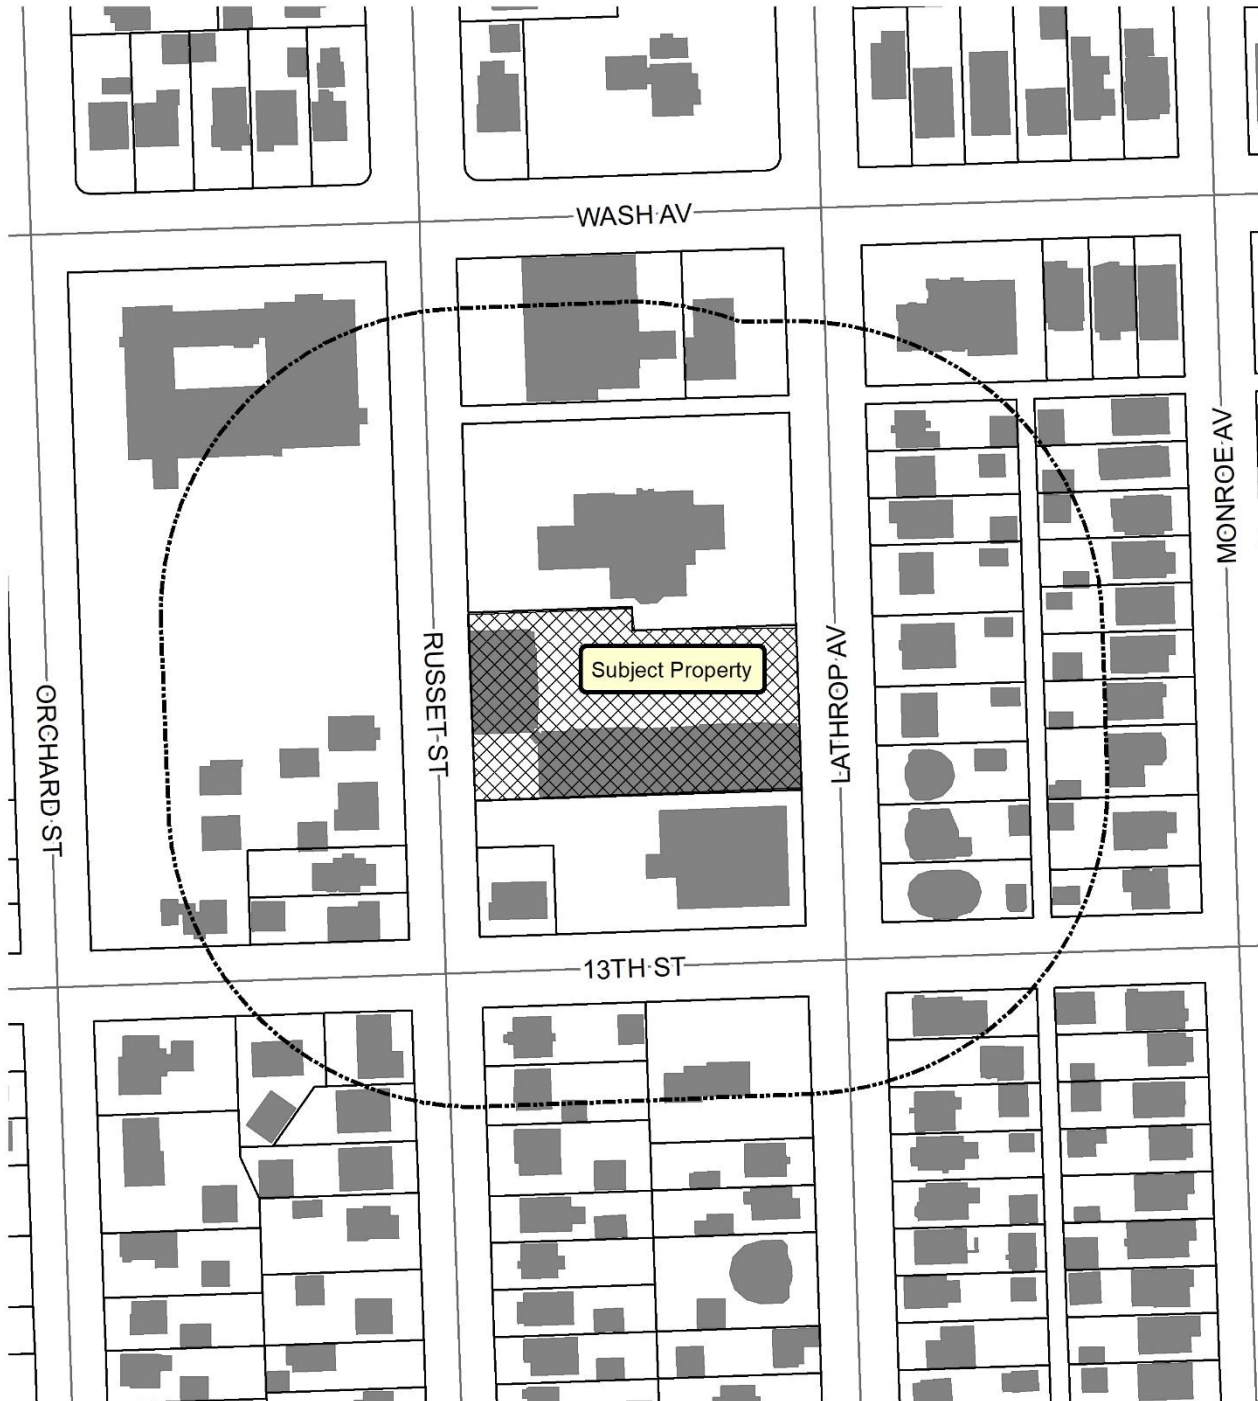 WASH AV
MONROE AV
RUSSET ST
Subject Property
LATHROP AV
ORCHARD ST
13TH ST